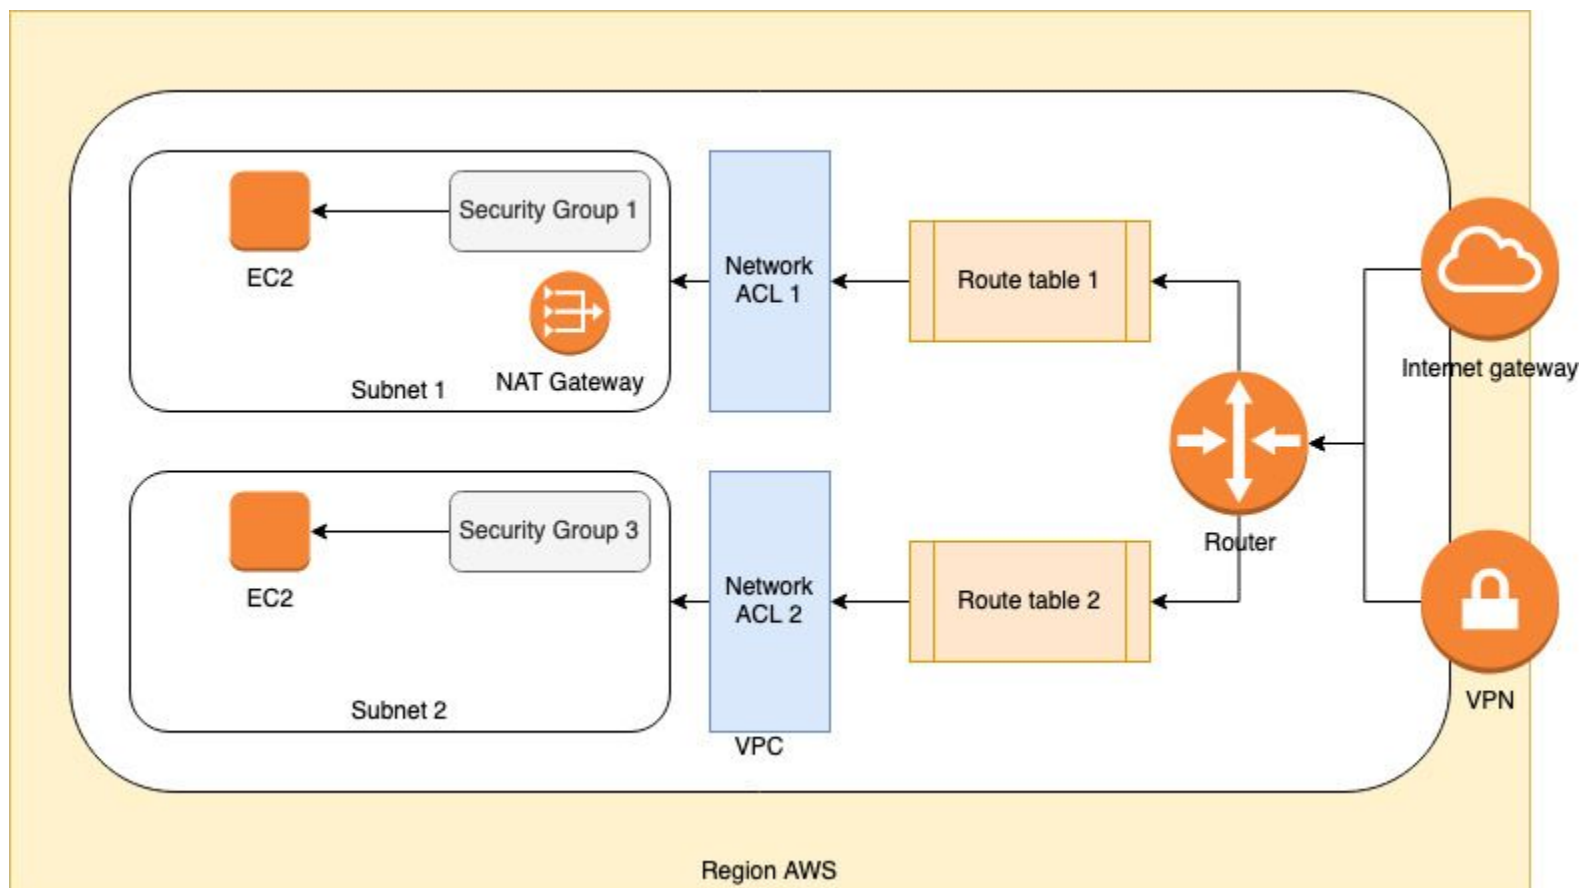 Security Group 1
EC2
NAT Gateway
Subnet 1
Network
ACL 1
Route table 1
Internet gateway
Router
Security Group 3
EC2
Subnet 2
Network
ACL 2
Route table 2
VPN
VPC
Region AWS